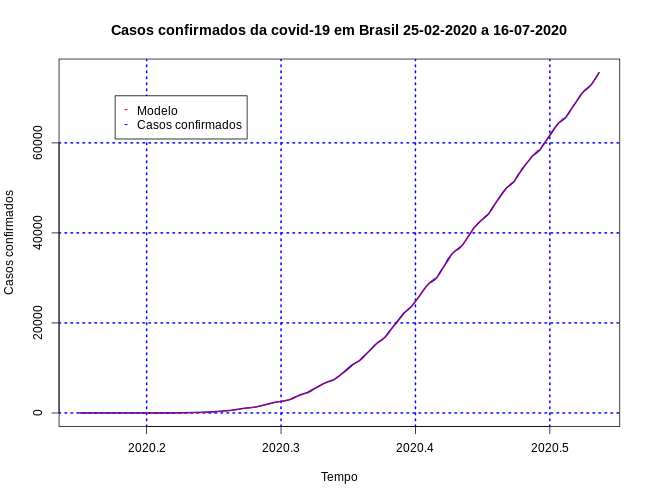 Casos confirmados da covid-19 em Brasil 25-02-2020 a 16-07-2020
Modelo
Casos confirmados
Casos confirmados
60000
40000
20000
0
2020.2 2020.3 2020.4 2020.5
Tempo